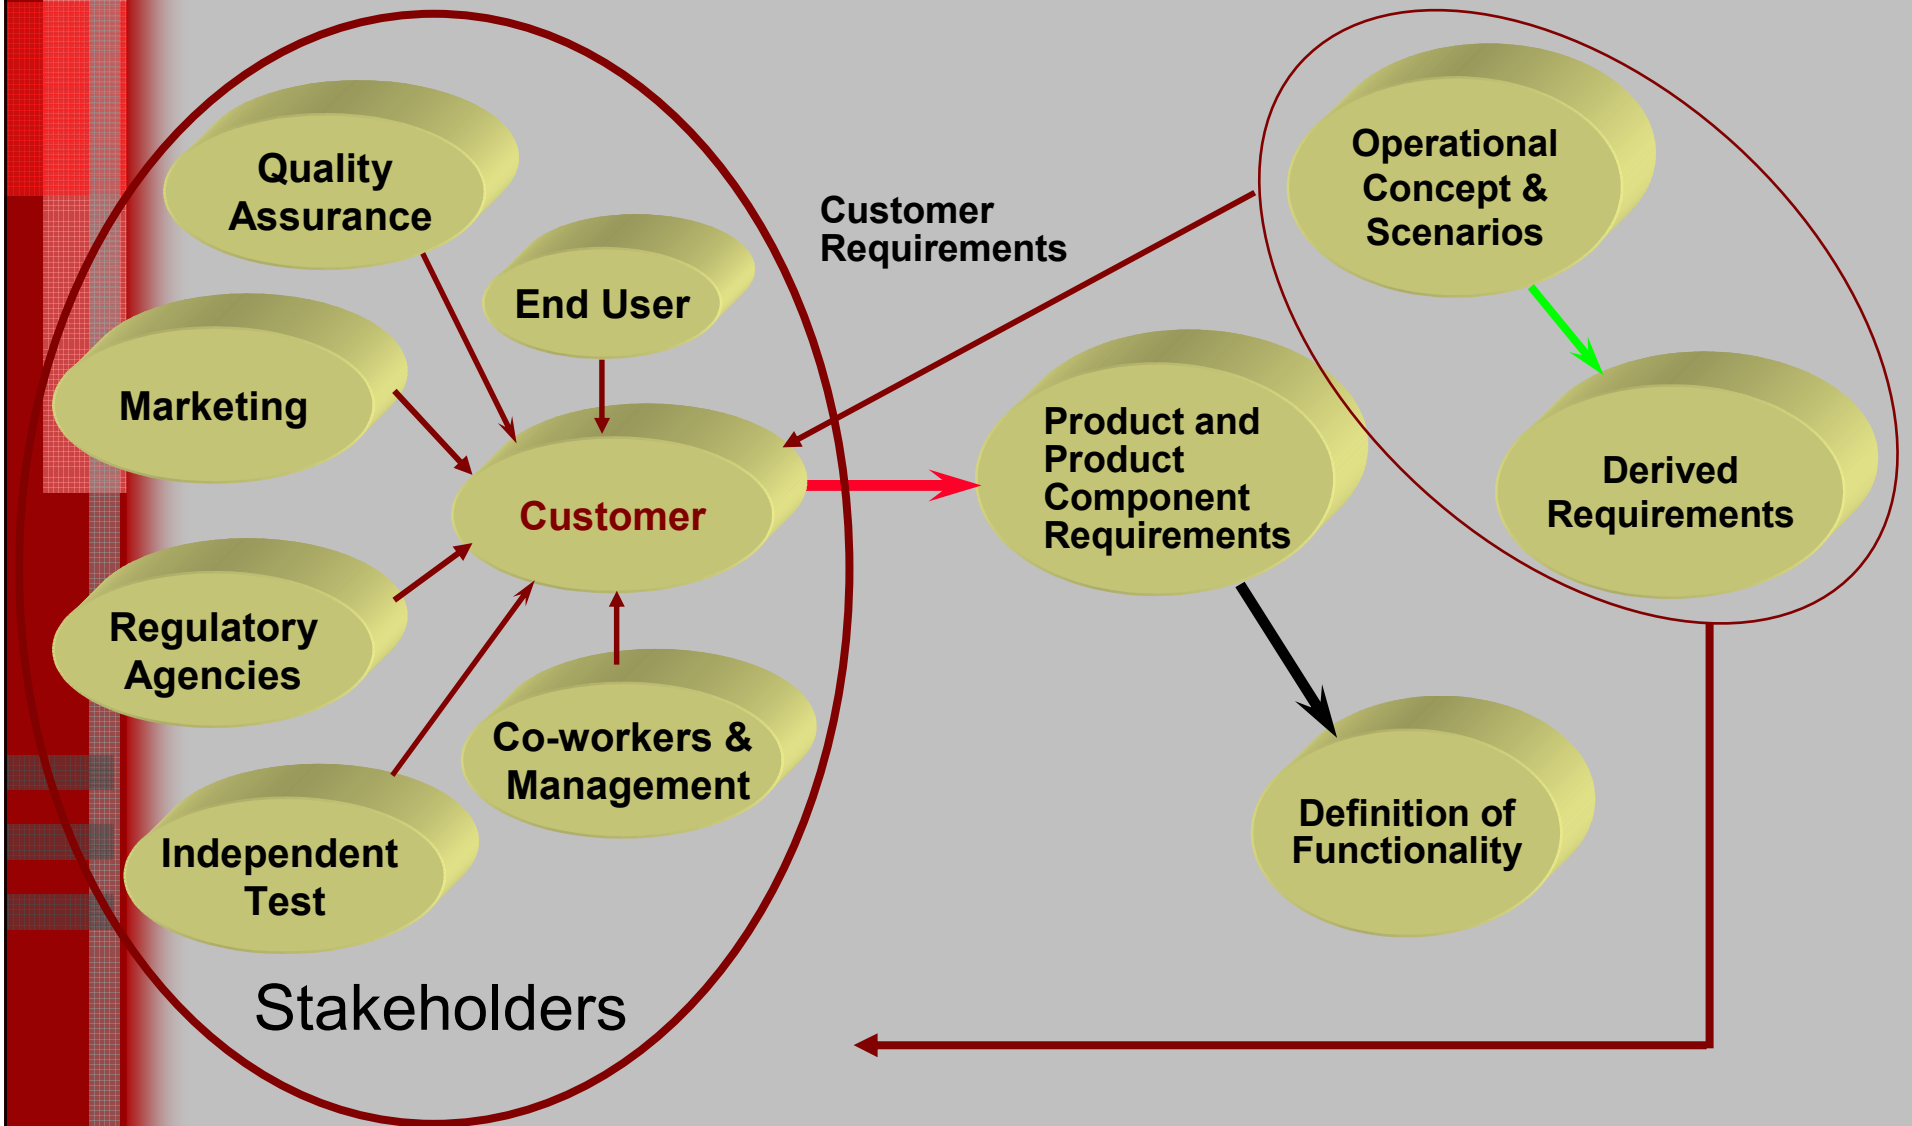 Quality
Assurance
End User
Marketing
Customer
Regulatory
Agencies
Co-workers &
Management
Independent
Test
Stakeholders
Customer
Requirements
Operational
Concept &
Scenarios
Product and
Product
Component
Requirements
Derived
Requirements
Definition of
Functionality